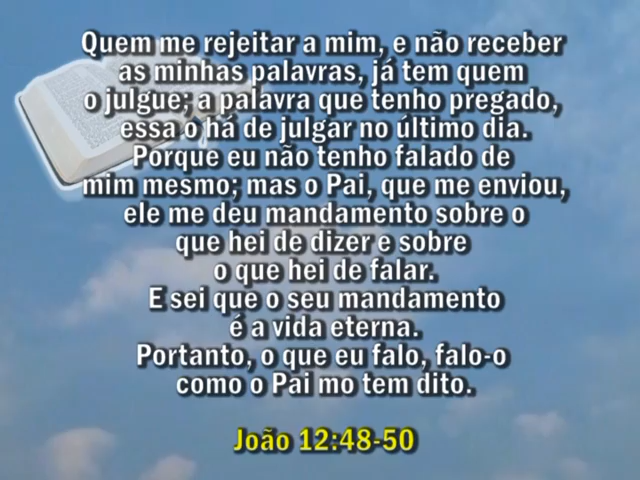 Quem me rejeitar a mim, e não receber
as minhas palavras, já tem quem
o julgue; a palavra que tenho pregado,
essa o há de julgar no último dia.
Porque eu não tenho falado de
mim mesmo; mas o Pai, que me enviou,
ele me deu mandamento sobre o
que hei de dizer e sobre
o que hei de falar.
E sei que o seu mandamento
é a vida eterna.
Portanto, o que eu falo, falo-o
como o Pai mo tem dito.
João 12:48-50